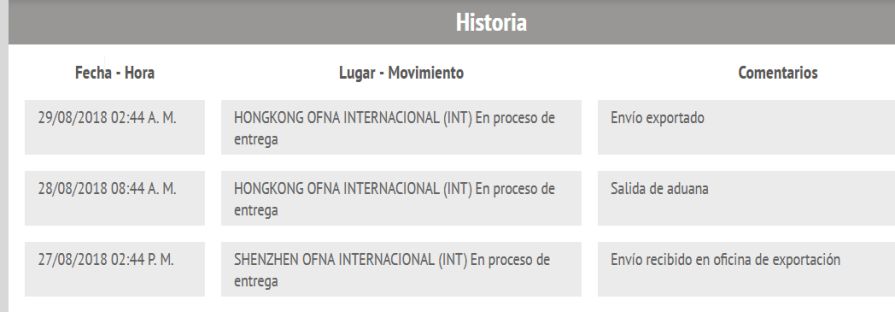 Historia
Fecha - Hora
Lugar - Movimiento
Comentarios
29/08/2018 02:44 A. M.
HONGKONG OFNA INTERNACIONAL (INT) En proceso de
entrega
Envío exportado
28/08/2018 08:44 A. M.
HONGKONG OFNA INTERNACIONAL (INT) En proceso de
entrega
Salida de aduana
27/08/2018 02:44 P. M.
SHENZHEN OFNA INTERNACIONAL (INT) En proceso de
entrega
Envío recibido en oficina de exportación